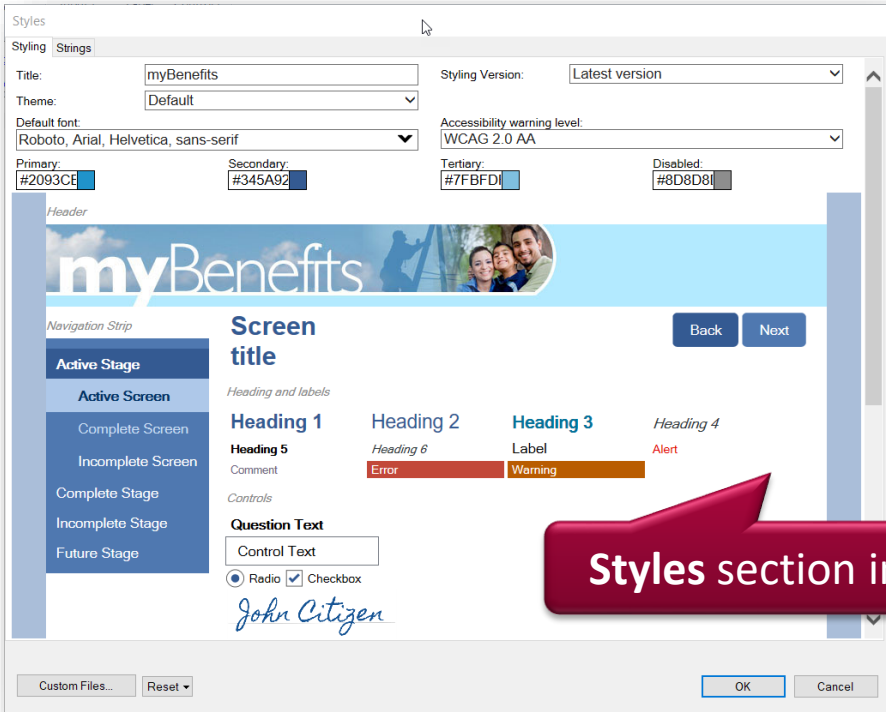 Styles
Styling Strings
Title: myBenefits Styling Version: Latest version
Theme: Default
Default font: Accessibility warning level:
Roboto, Arial, Helvetica, sans-serif WCAG 2.0 AA
Primary: Secondary: Tertiary: Disabled:
#2093CE #345A92 #7FBFD #8D8D8
Header
myBenefits
Navigation Strip
Screen
title
Back Next
Active Stage
Active Screen
Complete Screen
Incomplete Screen
Complete Stage
Incomplete Stage
Future Stage
Heading and labels
Heading 1 Heading 2 Heading 3 Heading 4
Heading 5 Heading 6 Label Alert
Comment Error Warning
Controls
Question Text
Control Text
Radio Checkbox
John Citizen
Styles section in
Custom Files... Reset OK Cancel